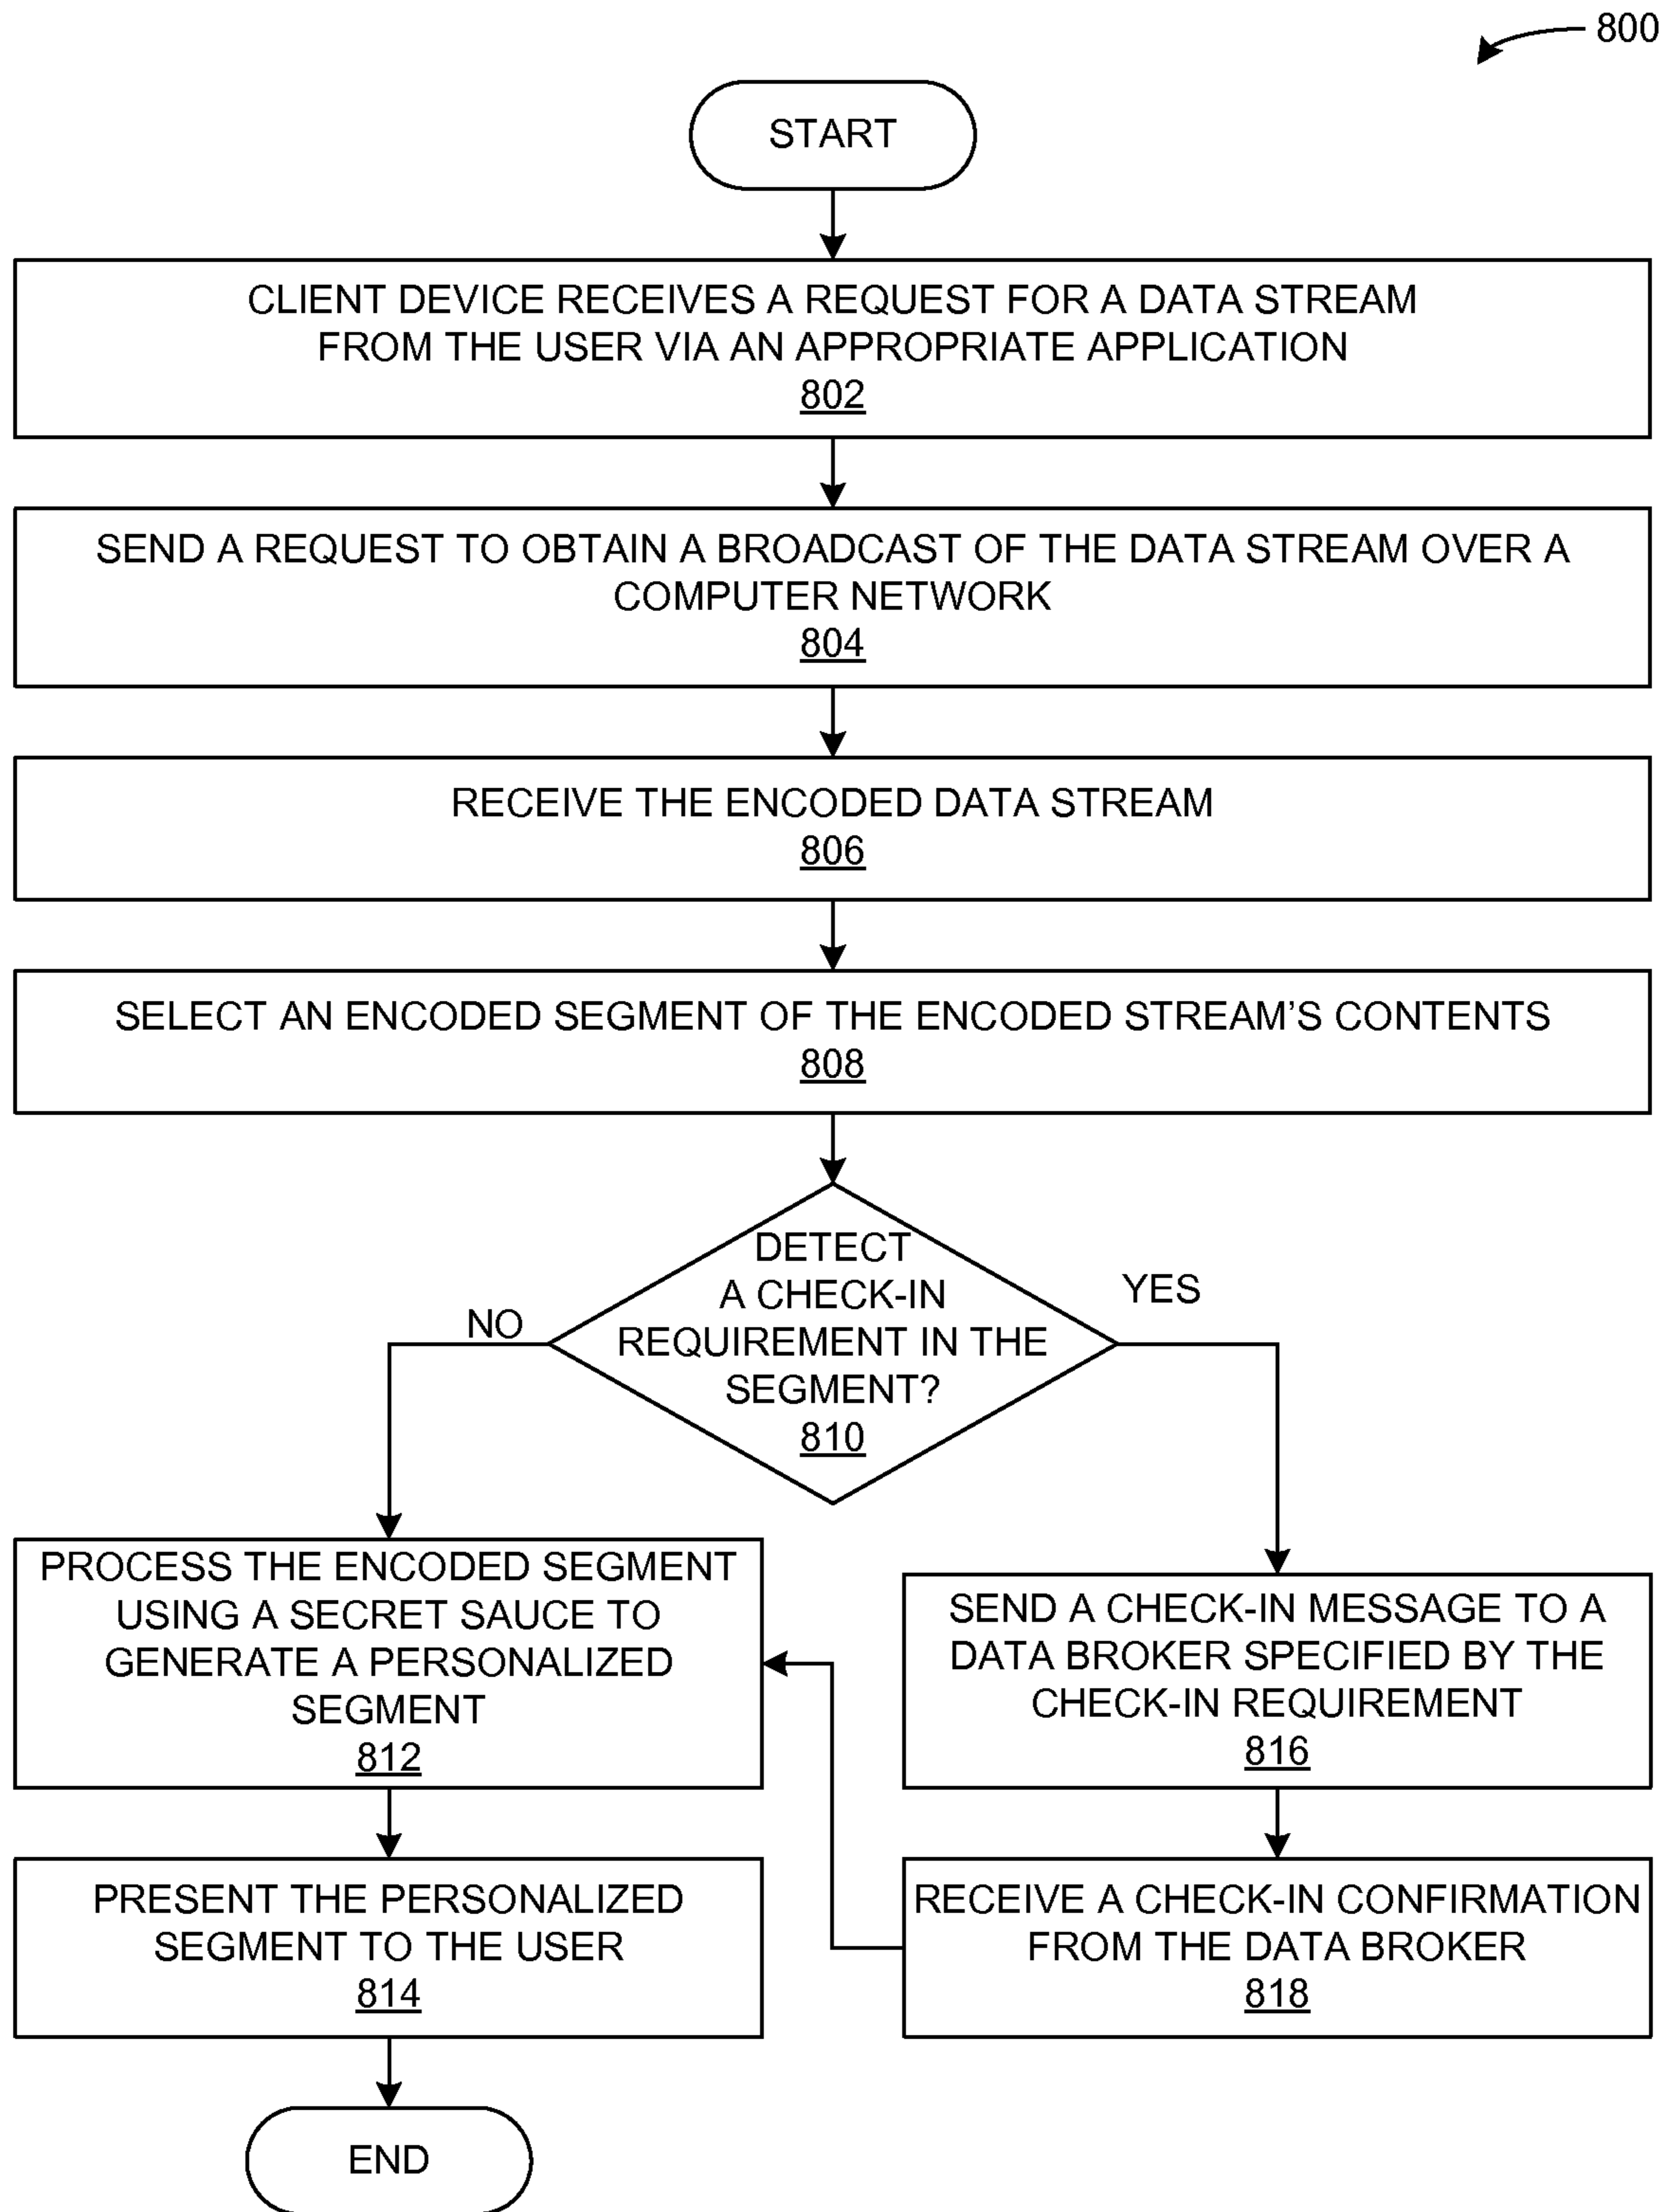 800
START
CLIENT DEVICE RECEIVES A REQUEST FOR A DATA STREAM
FROM THE USER VIA AN APPROPRIATE APPLICATION
802
SEND A REQUEST TO OBTAIN A BROADCAST OF THE DATA STREAM OVER A
COMPUTER NETWORK
804
RECEIVE THE ENCODED DATA STREAM
806
SELECT AN ENCODED SEGMENT OF THE ENCODED STREAM'S CONTENTS
808
DETECT
A CHECK-IN
REQUIREMENT IN THE
SEGMENT?
810
NO
YES
PROCESS THE ENCODED SEGMENT
USING A SECRET SAUCE TO
GENERATE A PERSONALIZED
SEGMENT
812
SEND A CHECK-IN MESSAGE TO A
DATA BROKER SPECIFIED BY THE
CHECK-IN REQUIREMENT
816
PRESENT THE PERSONALIZED
SEGMENT TO THE USER
814
RECEIVE A CHECK-IN CONFIRMATION
FROM THE DATA BROKER
818
END